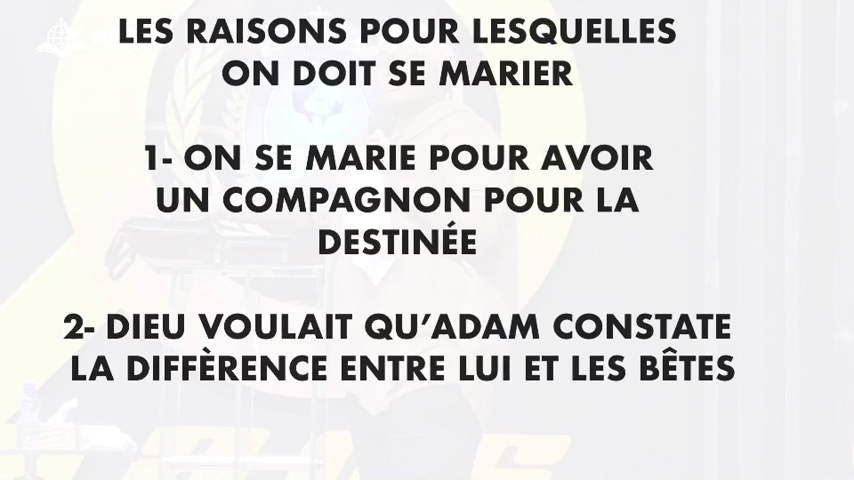 LES RAISONS POUR LESQUELLES
ON DOIT SE MARIER
1- ON SE MARIE POUR AVOIR
UN COMPAGNON POUR LA
DESTINÉE
2- DIEU VOULAIT QU’ADAM CONSTATE
LA DIFFÈRENCE ENTRE LUI ET LES BÊTES